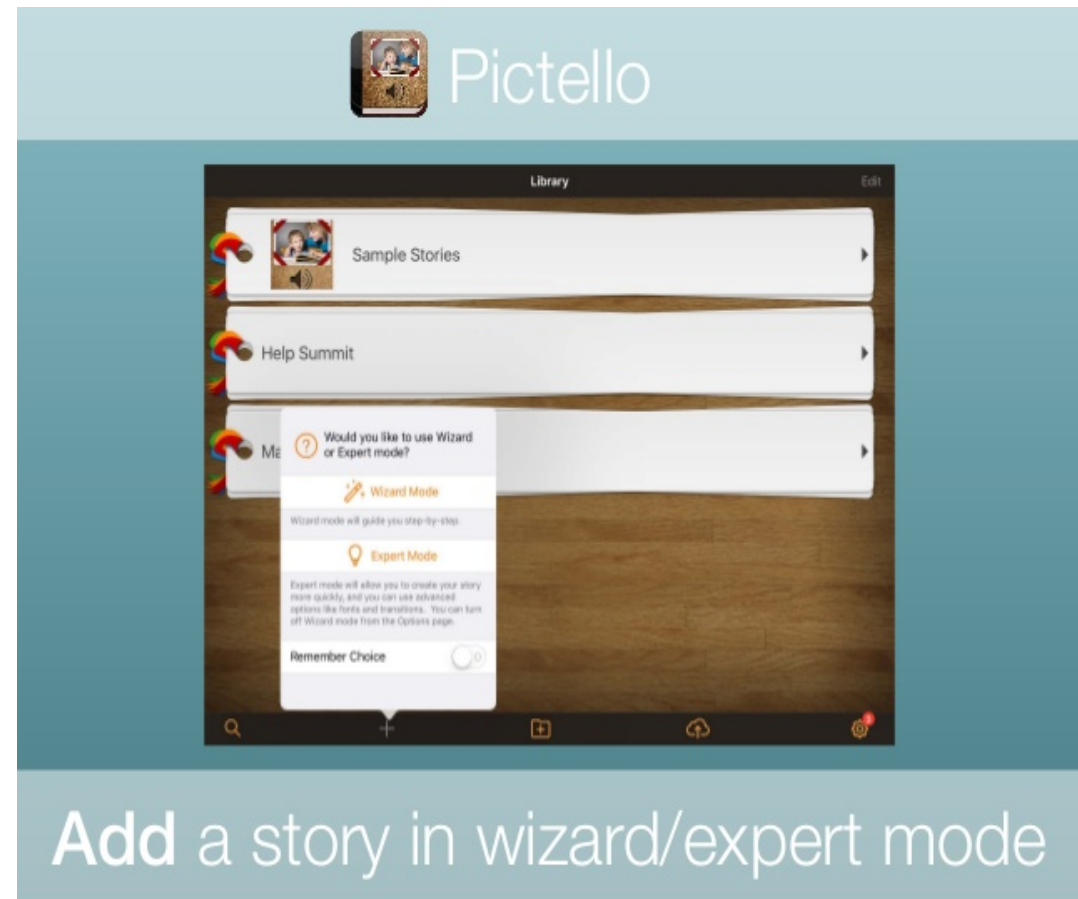 Pictello
Library
Edit
Sample Stories
Help Summit
Ma
Would you like to use Wizard
or Expert mode?
Wizard Mode
Wizard mode will guide you step-by-step.
Expert Mode
Expert mode will allow you to create your story
more quickly, and you can use advanced
options like fonts and transitions. You can turn
off Wizard mode from the Options page.
Remember Choice
3
Add a story in wizard/expert mode